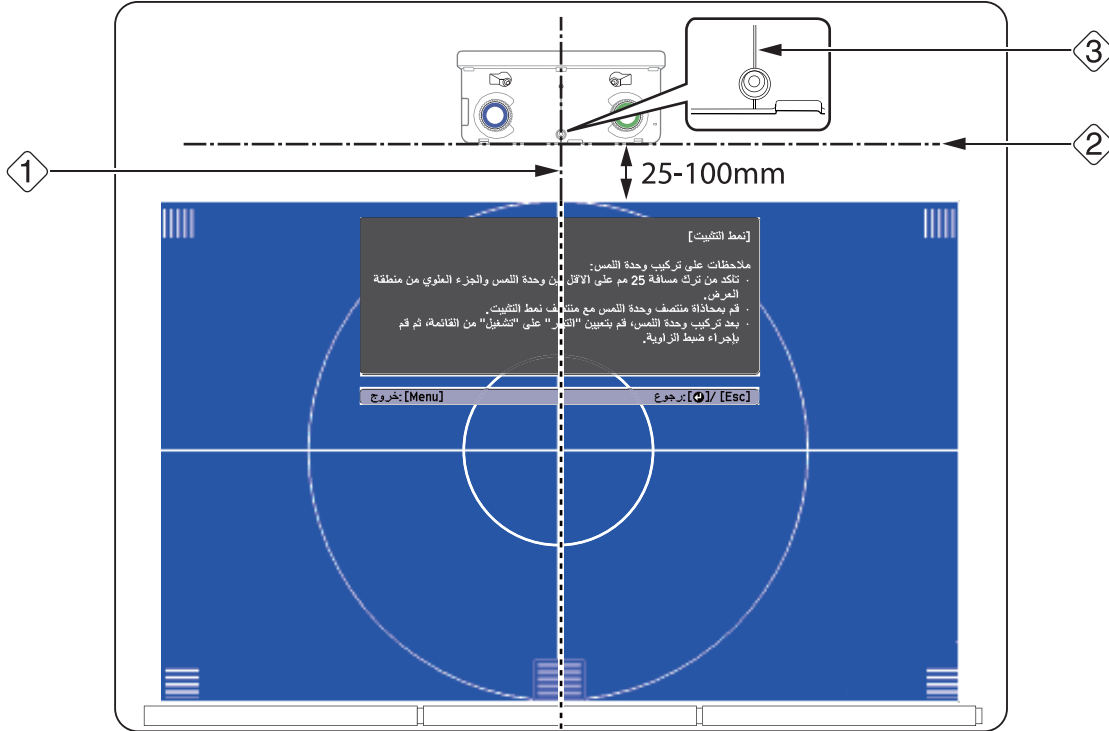 3
2
1
25-100mm
[نمط التثبيت]
ملاحظات على تركيب وحدة اللمس:
· تاكد من ترك مسافة 25 مم على الاقل بين وحدة اللمس والجزء العلوي من منطقة
العرض.
· قم بمحاذاة منتصف وحدة اللمس مع منتصف نمط التثبيت.
· بعد تركيب وحدة اللمس، قم بتعيين "التيار" على "تشغيل" من القائمة، ثم قم
بإجراء ضبط الزاوية.
[Esc] /[⏎]:رجوع [Menu]:خروج